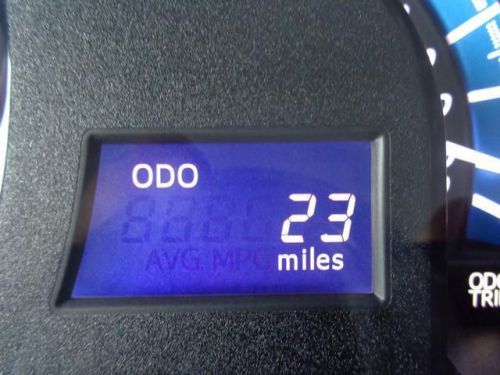 ODO
23
AVG. MPG
miles
ODO
TRIP